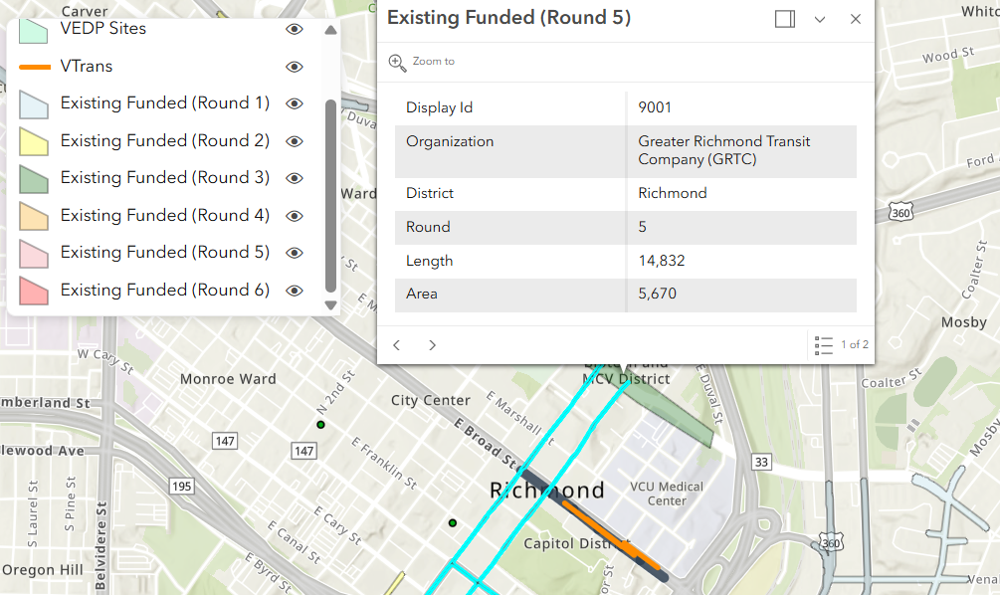 Carver
VEDP Sites
VTrans
Existing Funded (Round 1)
Existing Funded (Round 2)
Existing Funded (Round 3)
Existing Funded (Round 4)
Existing Funded (Round 5)
Existing Funded (Round 6)
Existing Funded (Round 5)
Zoom to
Display Id 9001
Organization Greater Richmond Transit
Company (GRTC)
District Richmond
Round 5
Length 14,832
Area 5,670
1 of 2
Wood St
Ford
360
Ward
Coalter St
Mosby
W Cary St
Monroe Ward
N 2nd St
City Center
MCV District
E Duval St
Coalter St
mberland St
E Marshall St
E Broad St
Mosby
147
147
E Franklin St
33
lewood Ave
195
Richmond
VCU Medical
Center
S Laurel St
S Pine St
Belvidere St
E Cary St
E Canal St
E Byrd St
Capitol District
360
Oregon Hill
Vena